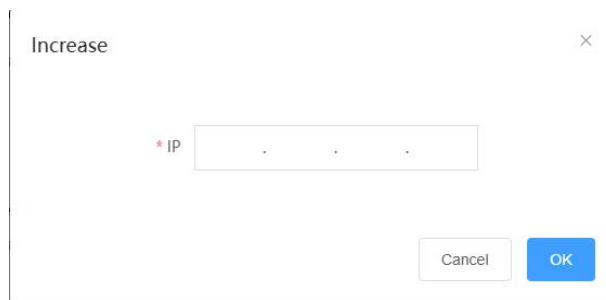 Increase ×
* IP . . .
Cancel OK